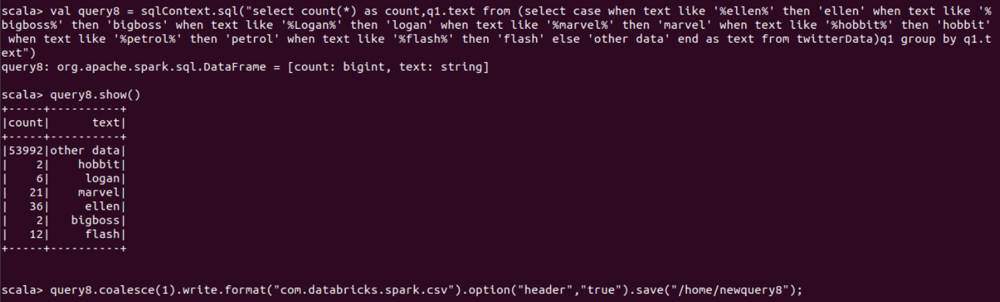 scala> val query8 = sqlContext.sql("select count(*) as count,q1.text from (select case when text like '%ellen%' then 'ellen' when text like '%
bigboss%' then 'bigboss' when text like '%Logan%' then 'logan' when text like '%marvel%' then 'marvel' when text like '%hobbit%' then 'hobbit'
 when text like '%petrol%' then 'petrol' when text like '%flash%' then 'flash' else 'other data' end as text from twitterData)q1 group by q1.t
ext")
query8: org.apache.spark.sql.DataFrame = [count: bigint, text: string]

scala> query8.show()
+-----+----------+
|count|      text|
+-----+----------+
|53992|other data|
|    2|    hobbit|
|    6|     logan|
|   21|    marvel|
|   36|     ellen|
|    2|   bigboss|
|   12|     flash|
+-----+----------+


scala> query8.coalesce(1).write.format("com.databricks.spark.csv").option("header","true").save("/home/newquery8");